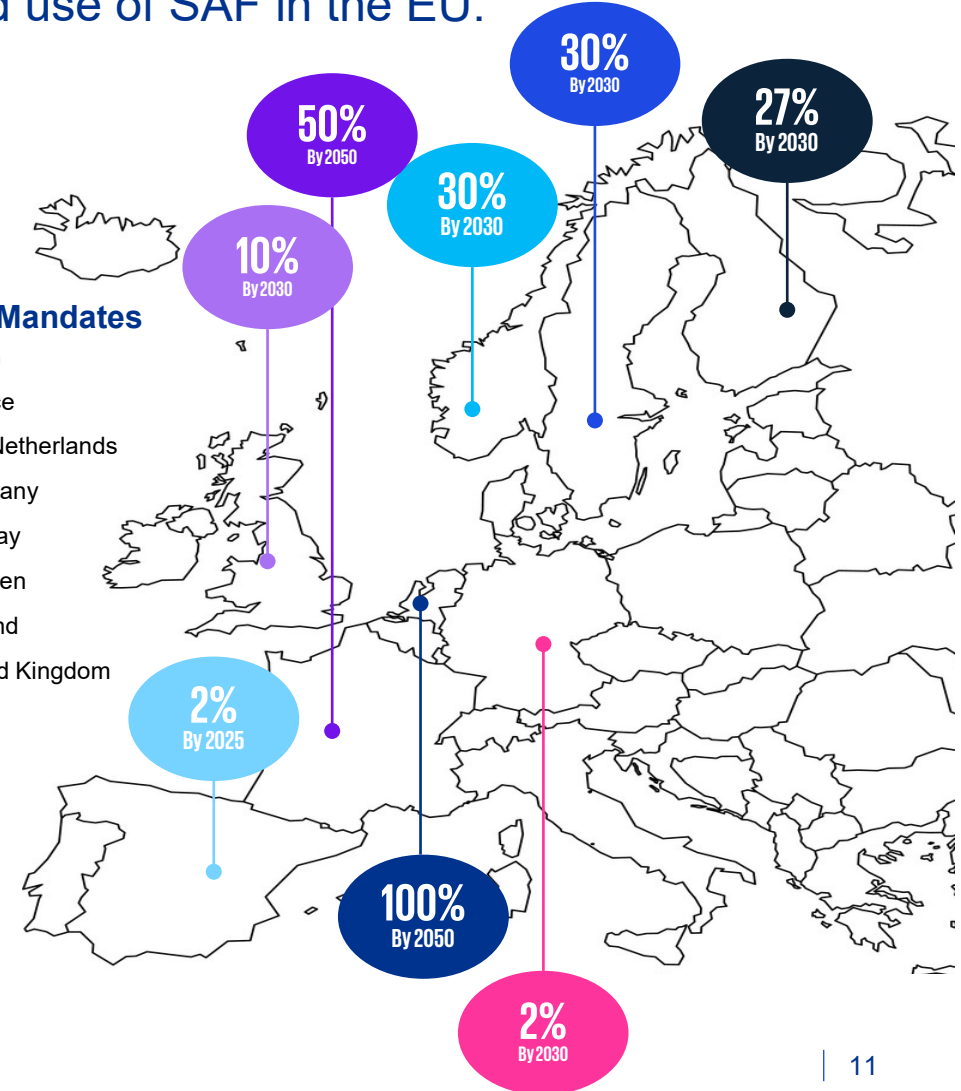 d use of SAF in the EU.
30%
By 2030
27%
By 2030
50%
By 2050
30%
By 2030
10%
By 2030
Mandates
ce
Netherlands
any
ay
en
nd
d Kingdom
2%
By 2025
100%
By 2050
2%
By 2030
11